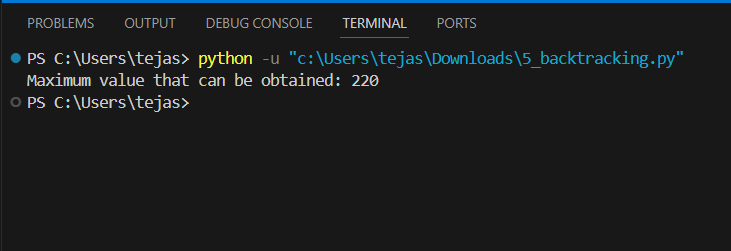 PROBLEMS OUTPUT DEBUG CONSOLE TERMINAL PORTS
PS C:\Users\tejas> python -u "c:\Users\tejas\Downloads\5_backtracking.py"
Maximum value that can be obtained: 220
PS C:\Users\tejas>